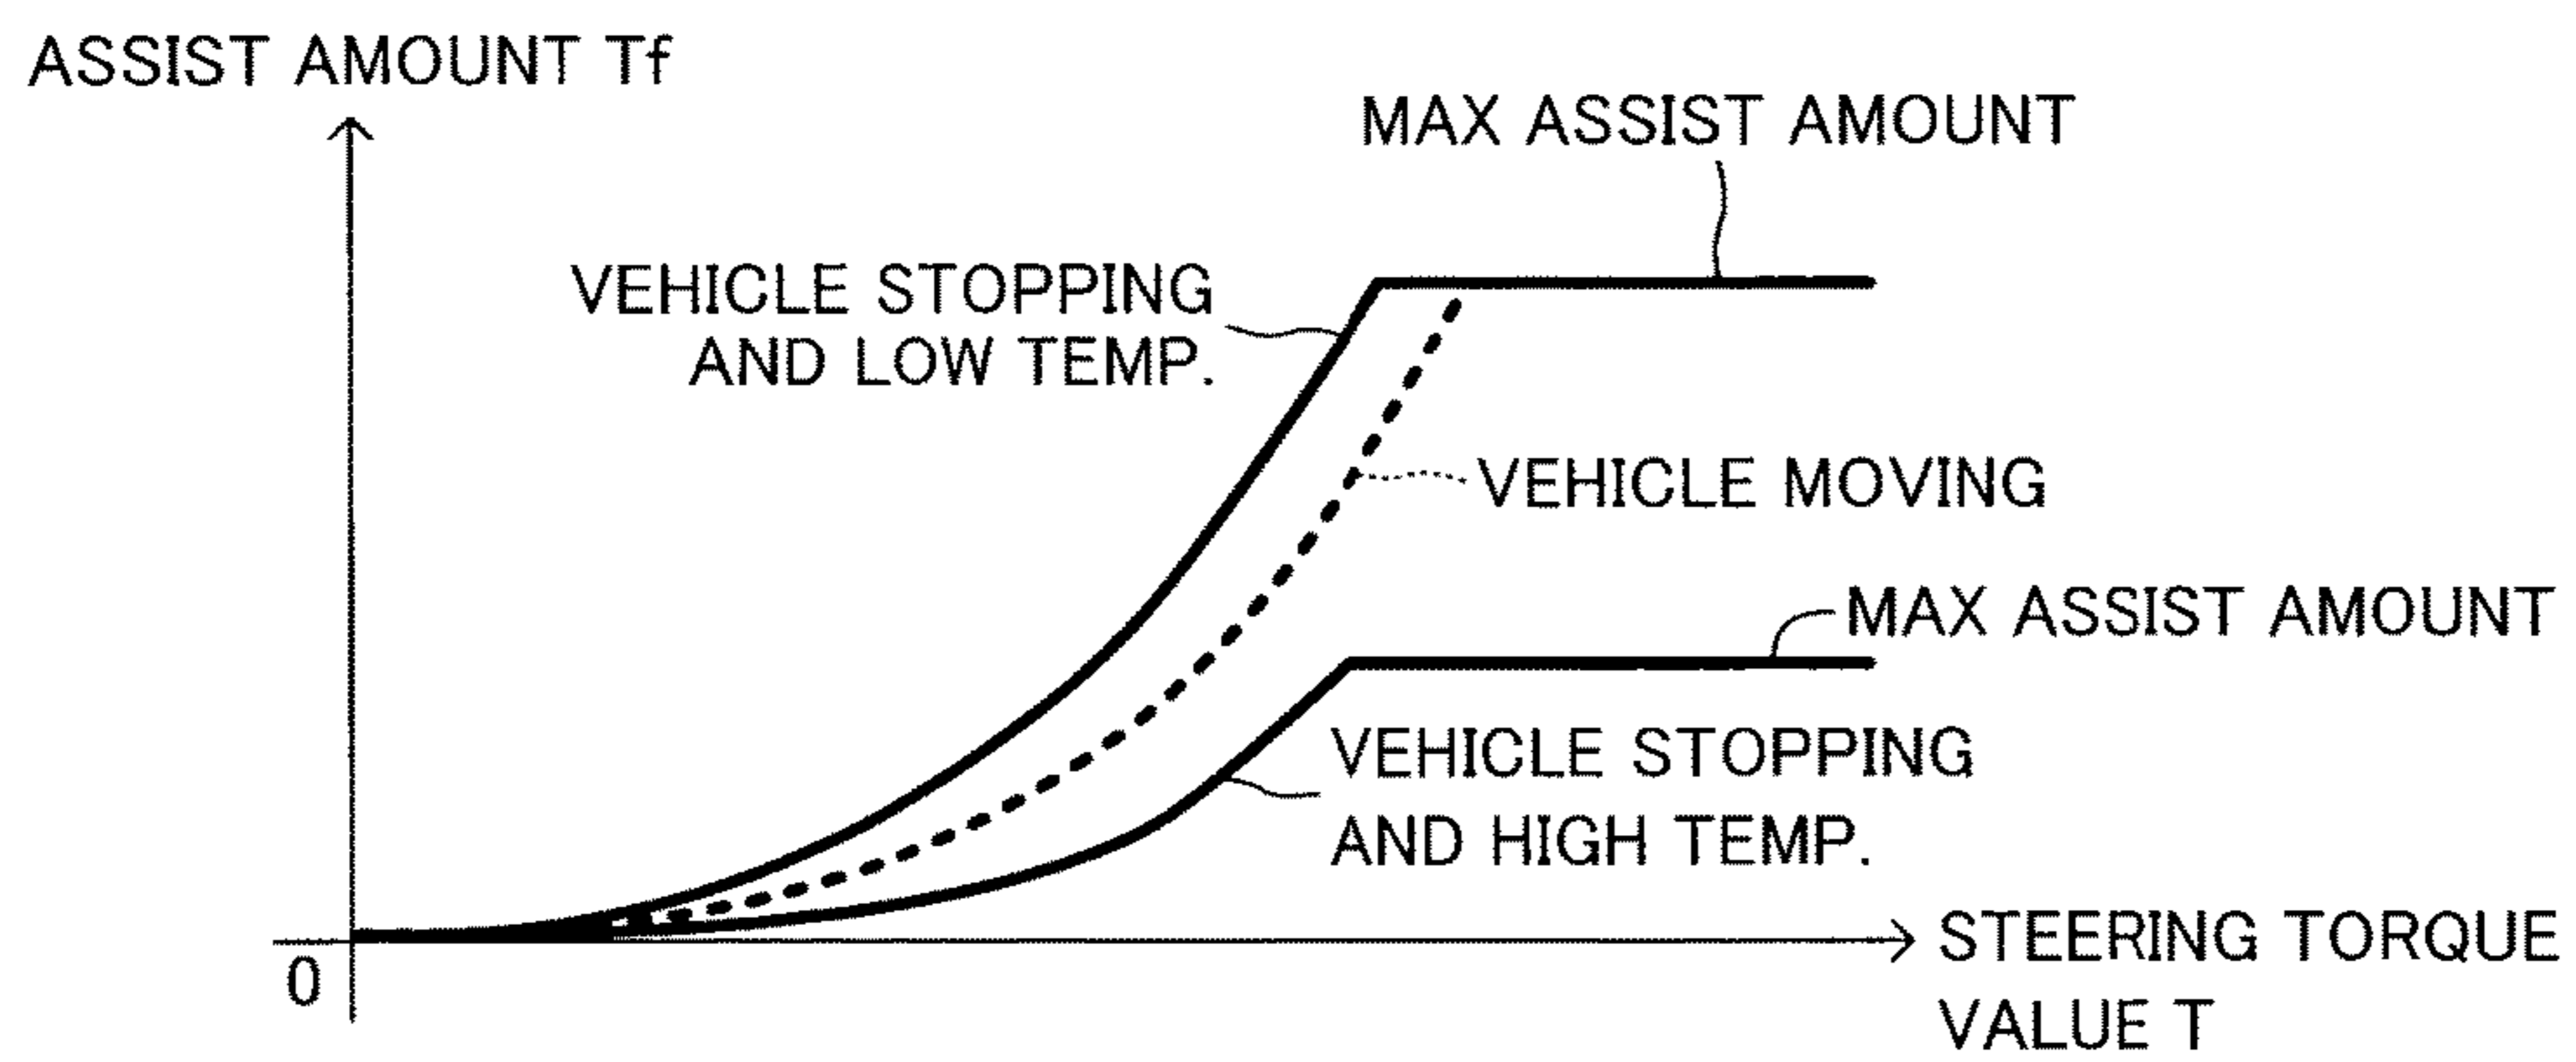 ASSIST AMOUNT Tf
MAX ASSIST AMOUNT
VEHICLE STOPPING
AND LOW TEMP.
VEHICLE MOVING
MAX ASSIST AMOUNT
VEHICLE STOPPING
AND HIGH TEMP.
0
STEERING TORQUE
VALUE T